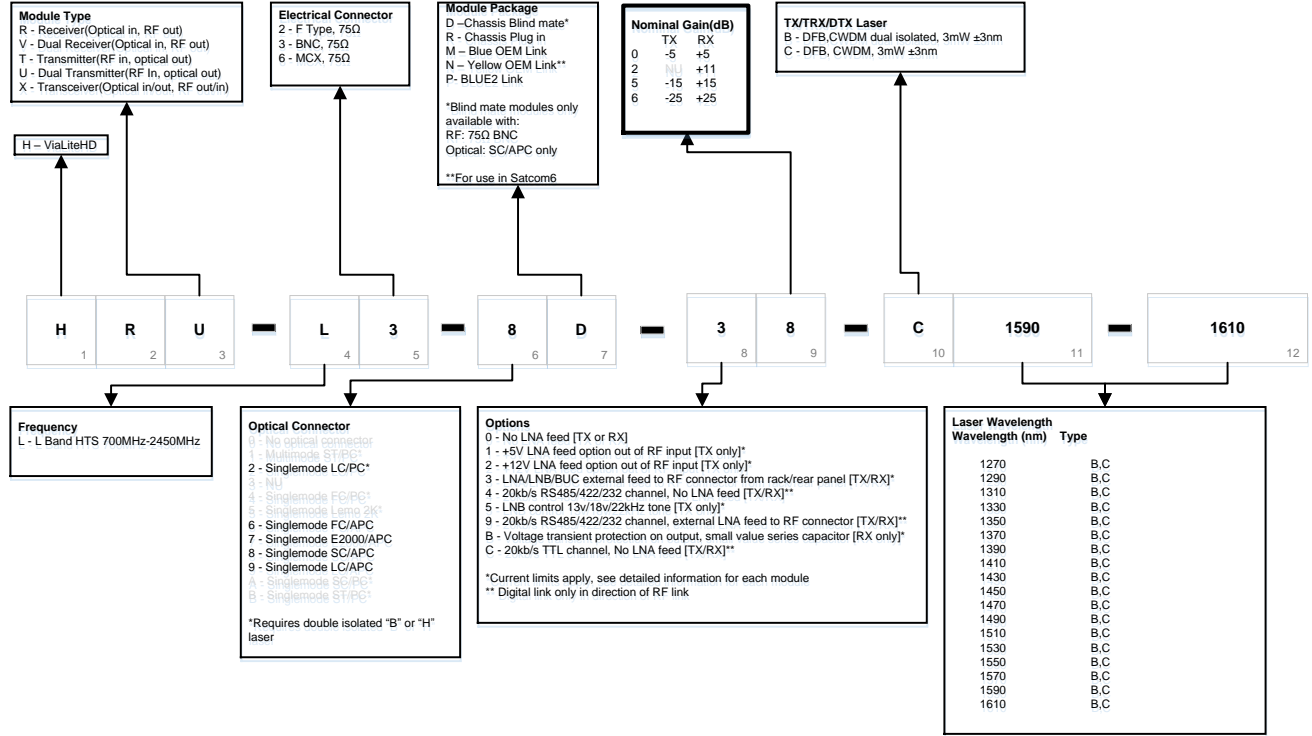 Module Type
R - Receiver(Optical in, RF out)
V - Dual Receiver(Optical in, RF out)
T - Transmitter(RF in, optical out)
U - Dual Transmitter(RF In, optical out)
X - Transceiver(Optical in/out, RF out/in)
H – ViaLiteHD
Electrical Connector
2 - F Type, 75Ω
3 - BNC, 75Ω
6 - MCX, 75Ω
Module Package
D –Chassis Blind mate*
R - Chassis Plug in
M – Blue OEM Link
N – Yellow OEM Link**
P- BLUE2 Link
*Blind mate modules only
available with:
RF: 75Ω BNC
Optical: SC/APC only
**For use in Satcom6
Nominal Gain(dB)
TX RX
0 -5 +5
2 NU +11
5 -15 +15
6 -25 +25
TX/TRX/DTX Laser
B - DFB,CWDM dual isolated, 3mW ±3nm
C - DFB, CWDM, 3mW ±3nm
H R U – L 3 – 8 D – 3 8 – C 1590 – 1610
1 2 3 4 5 6 7 8 9 10 11 12
Frequency
L - L Band HTS 700MHz-2450MHz
Optical Connector
0 - No optical connector
1 - Multimode ST/PC¹
2 - Singlemode LC/PC*
3 - NU
4 - Singlemode FC/PC¹
5 - Singlemode Lemo 2K¹
6 - Singlemode FC/APC
7 - Singlemode E2000/APC
8 - Singlemode SC/APC
9 - Singlemode LC/APC
A - Singlemode SC/PC¹
B - Singlemode ST/PC¹
*Requires double isolated “B” or “H”
laser
Options
0 - No LNA feed [TX or RX]
1 - +5V LNA feed option out of RF input [TX only]*
2 - +12V LNA feed option out of RF input [TX only]*
3 - LNA/LNB/BUC external feed to RF connector from rack/rear panel [TX/RX]*
4 - 20kb/s RS485/422/232 channel, No LNA feed [TX/RX]**
5 - LNB control 13v/18v/22kHz tone [TX only]*
9 - 20kb/s RS485/422/232 channel, external LNA feed to RF connector [TX/RX]**
B - Voltage transient protection on output, small value series capacitor [RX only]*
C - 20kb/s TTL channel, No LNA feed [TX/RX]**
*Current limits apply, see detailed information for each module
** Digital link only in direction of RF link
Laser Wavelength
Wavelength (nm) Type
1270 B,C
1290 B,C
1310 B,C
1330 B,C
1350 B,C
1370 B,C
1390 B,C
1410 B,C
1430 B,C
1450 B,C
1470 B,C
1490 B,C
1510 B,C
1530 B,C
1550 B,C
1570 B,C
1590 B,C
1610 B,C